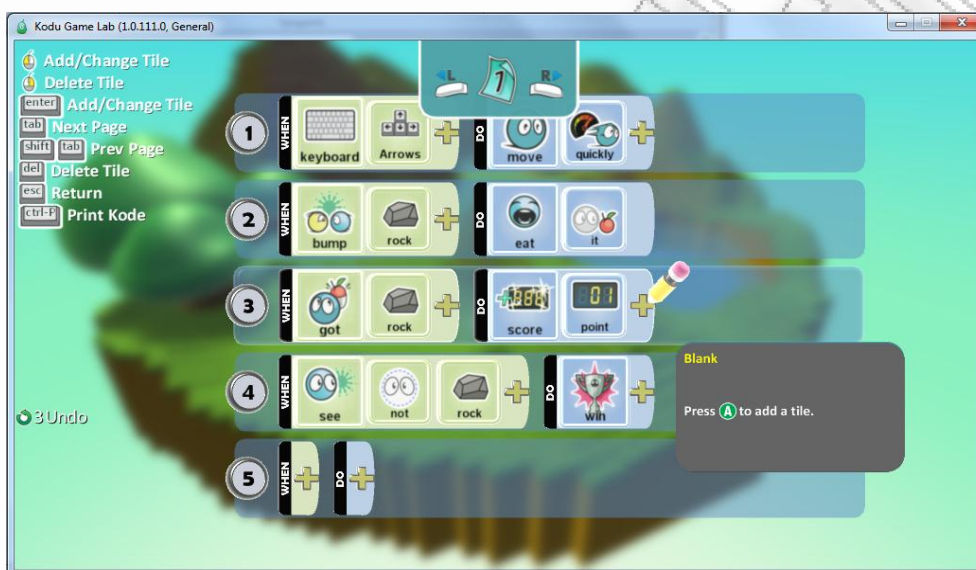 Kodu Game Lab (1.0.111.0, General)
Add/Change Tile
Delete Tile
enter Add/Change Tile
tab Next Page
shift tab Prev Page
del Delete Tile
esc Return
ctrl-P Print Kode
3 Undo
L 1 R
1 WHEN keyboard Arrows DO move quickly
2 WHEN bump rock DO eat it
3 WHEN got rock DO score 01 point
4 WHEN see not rock DO win
5 WHEN DO
Blank
Press A to add a tile.